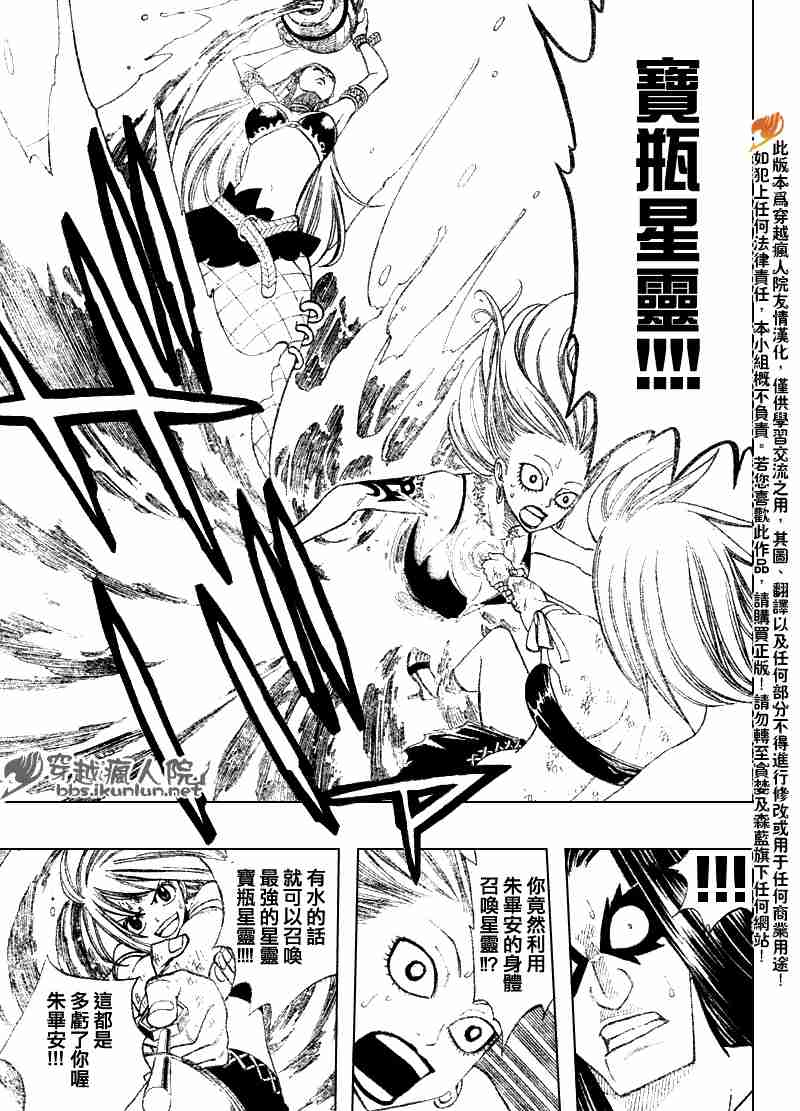 寶瓶星靈!!!!
!!!
你竟然利用
朱畢安的身體
召喚星靈!!?
有水的話
就可以召喚
最強的星靈
寶瓶星靈!!!!
這都是
多虧了你喔
朱畢安!!!
此版本爲穿越瘋人院友情漢化，僅供學習交流之用，其圖、翻譯以及任何部分不得進行修改或用于任何商業用途！
如犯上任何法律責任，本小組概不負責。若您喜歡此作品，請購買正版！請勿轉至貪婪及森藍旗下任何網站！
穿越瘋人院
bbs.ikunlun.net